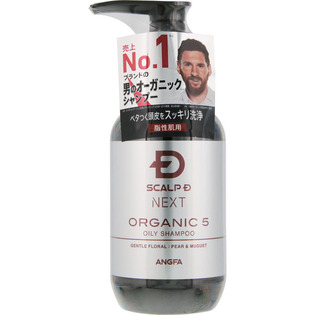 売上
No.1
ブランドの
男のオーガニック
シャンプー
ベタつく頭皮をスッキリ洗浄
脂性肌用
D
SCALP-D
NEXT
ORGANIC 5
OILY SHAMPOO
GENTLE FLORAL : PEAR & MUGUET
ANGFA